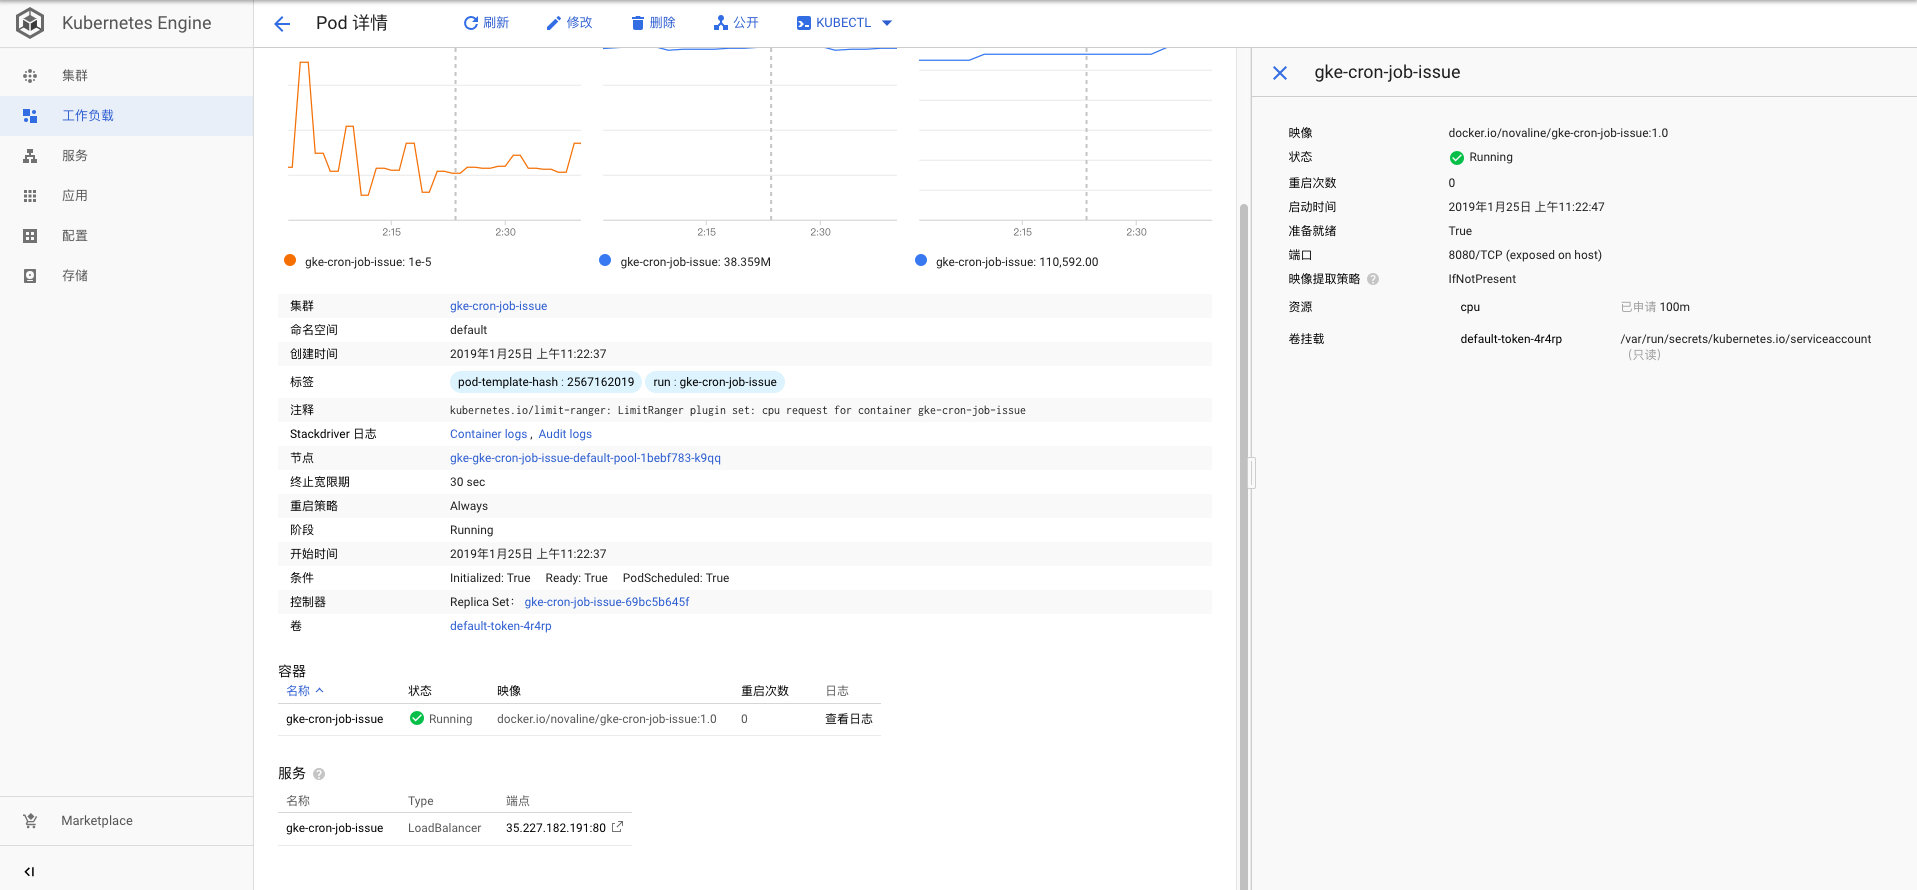 Kubernetes Engine
Pod 详情
刷新
修改
删除
公开
KUBECTL
集群
工作负载
服务
应用
配置
存储
Marketplace
2:15 2:30
2:15 2:30
2:15 2:30
gke-cron-job-issue: 1e-5
gke-cron-job-issue: 38.359M
gke-cron-job-issue: 110,592.00
集群 gke-cron-job-issue
命名空间 default
创建时间 2019年1月25日 上午11:22:37
标签 pod-template-hash : 2567162019 run : gke-cron-job-issue
注释 kubernetes.io/limit-ranger: LimitRanger plugin set: cpu request for container gke-cron-job-issue
Stackdriver 日志 Container logs , Audit logs
节点 gke-gke-cron-job-issue-default-pool-1bebf783-k9qq
终止宽限期 30 sec
重启策略 Always
阶段 Running
开始时间 2019年1月25日 上午11:22:37
条件 Initialized: True Ready: True PodScheduled: True
控制器 Replica Set： gke-cron-job-issue-69bc5b645f
卷 default-token-4r4rp
容器
名称 状态 映像 重启次数 日志
gke-cron-job-issue Running docker.io/novaline/gke-cron-job-issue:1.0 0 查看日志
服务 ?
名称 Type 端点
gke-cron-job-issue LoadBalancer 35.227.182.191:80
gke-cron-job-issue
映像 docker.io/novaline/gke-cron-job-issue:1.0
状态 Running
重启次数 0
启动时间 2019年1月25日 上午11:22:47
准备就绪 True
端口 8080/TCP (exposed on host)
映像提取策略 ? IfNotPresent
资源 cpu 已申请 100m
卷挂载 default-token-4r4rp /var/run/secrets/kubernetes.io/serviceaccount
（只读）